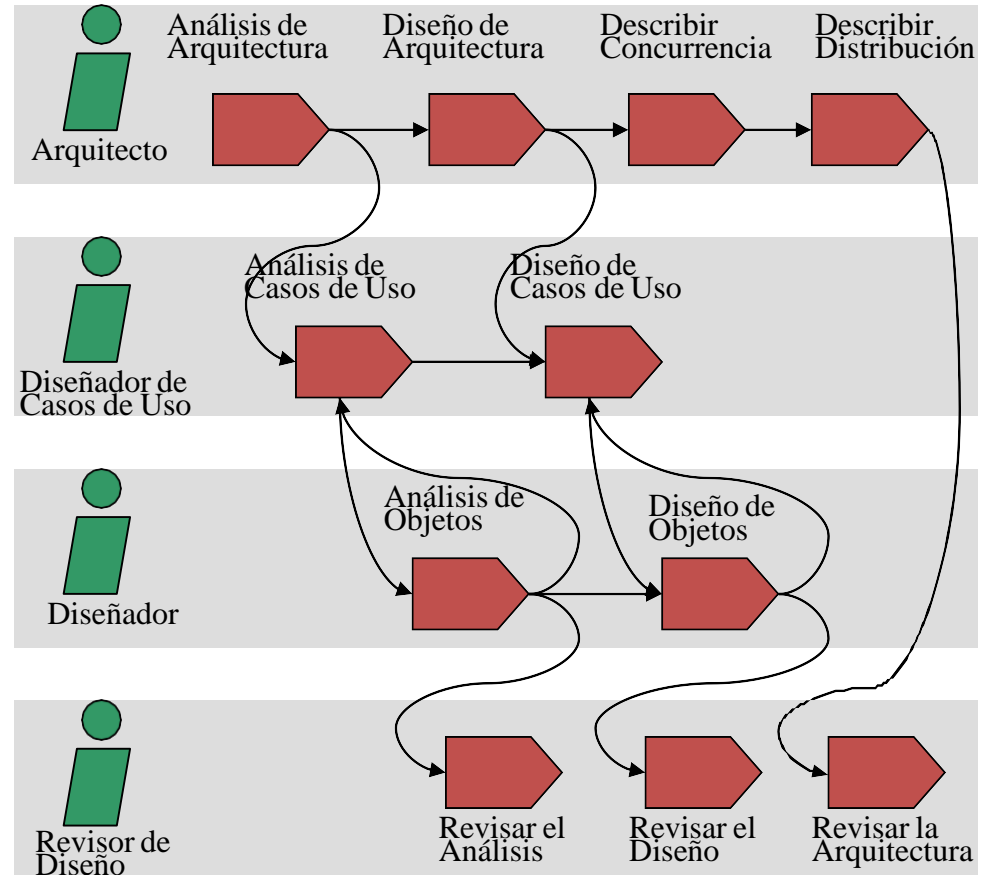 Análisis de
Arquitectura
Diseño de
Arquitectura
Describir
Concurrencia
Describir
Distribución
Arquitecto
Análisis de
Casos de Uso
Diseño de
Casos de Uso
Diseñador de
Casos de Uso
Análisis de
Objetos
Diseño de
Objetos
Diseñador
Revisor de
Diseño
Revisar el
Análisis
Revisar el
Diseño
Revisar la
Arquitectura